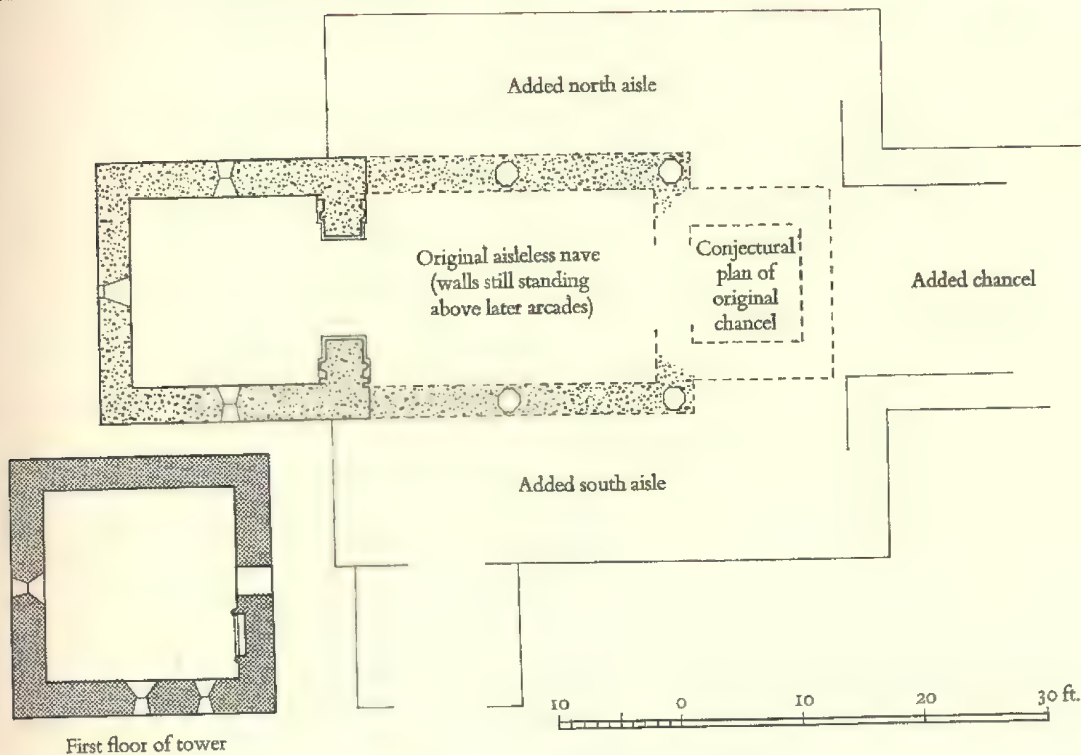 Added north aisle
Original aisleless nave
(walls still standing
above later arcades)
Conjectural
plan of
original
chancel
Added chancel
Added south aisle
10 0 10 20 30 ft.
First floor of tower